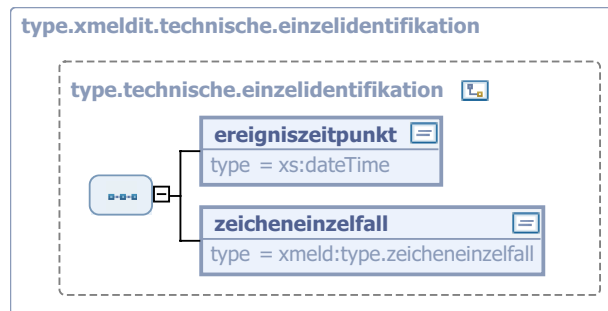 type.xmeldit.technische.einzelidentifikation
type.technische.einzelidentifikation
ereigniszeitpunkt
type = xs:dateTime
zeicheneinzelfall
type = xmeld:type.zeicheneinzelfall